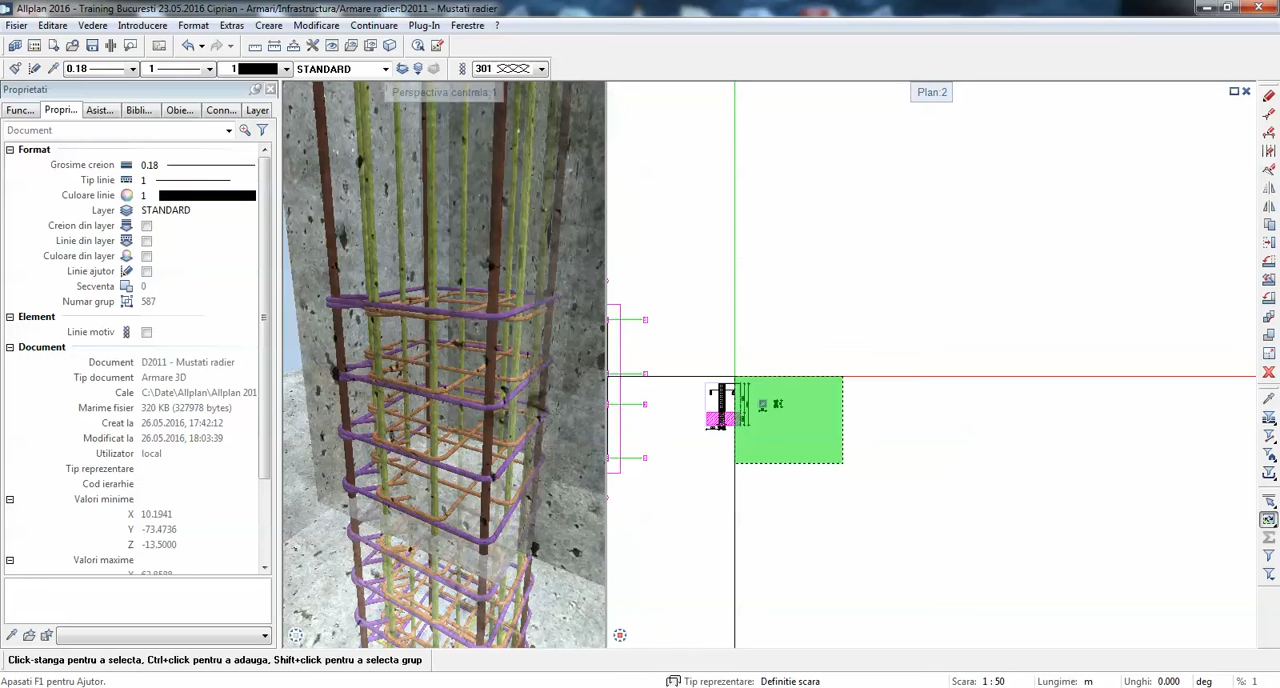 Allplan 2016 - Training Bucuresti 23.05.2016 Ciprian - Armari/Infrastructura/Armare radier:D2011 - Mustati radier
Fisier Editare Vedere Introducere Format Extras Creare Modificare Continuare Plug-In Ferestre ?
0.18 1 1 STANDARD 301
Proprietati
Func... Propri... Asist... Bibli... Obie... Conn... Layer
Document
Format
Grosime creion 0.18
Tip linie 1
Culoare linie 1
Layer STANDARD
Creion din layer
Linie din layer
Culoare din layer
Linie ajutor
Secventa 0
Numar grup 587
Element
Linie motiv
Document
Document D2011 - Mustati radier
Tip document Armare 3D
Cale C:\Date\Allplan\Allplan 201
Marime fisier 320 KB (327978 bytes)
Creat la 26.05.2016, 17:42:12
Modificat la 26.05.2016, 18:03:39
Utilizator local
Tip reprezentare
Cod ierarhie
Valori minime
X 10.1941
Y -73.4736
Z -13.5000
Valori maxime
Perspectiva centrala:1
Plan:2
Click-stanga pentru a selecta, Ctrl+click pentru a adauga, Shift+click pentru a selecta grup
Apasati F1 pentru Ajutor.
Tip reprezentare: Definitie scara
Scara: 1 : 50
Lungime: m
Unghi: 0.000 deg
%: 1